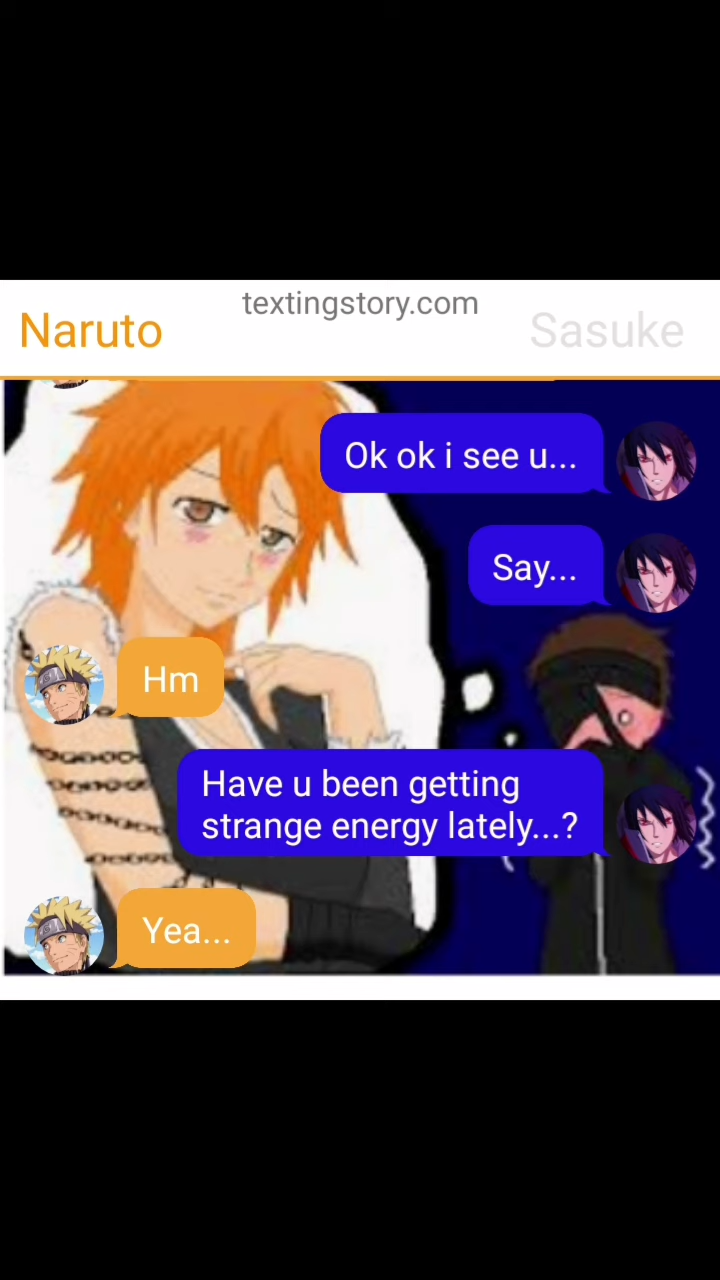 textingstory.com
Naruto
Sasuke
Ok ok i see u...
Say...
Hm
Have u been getting
strange energy lately...?
Yea...